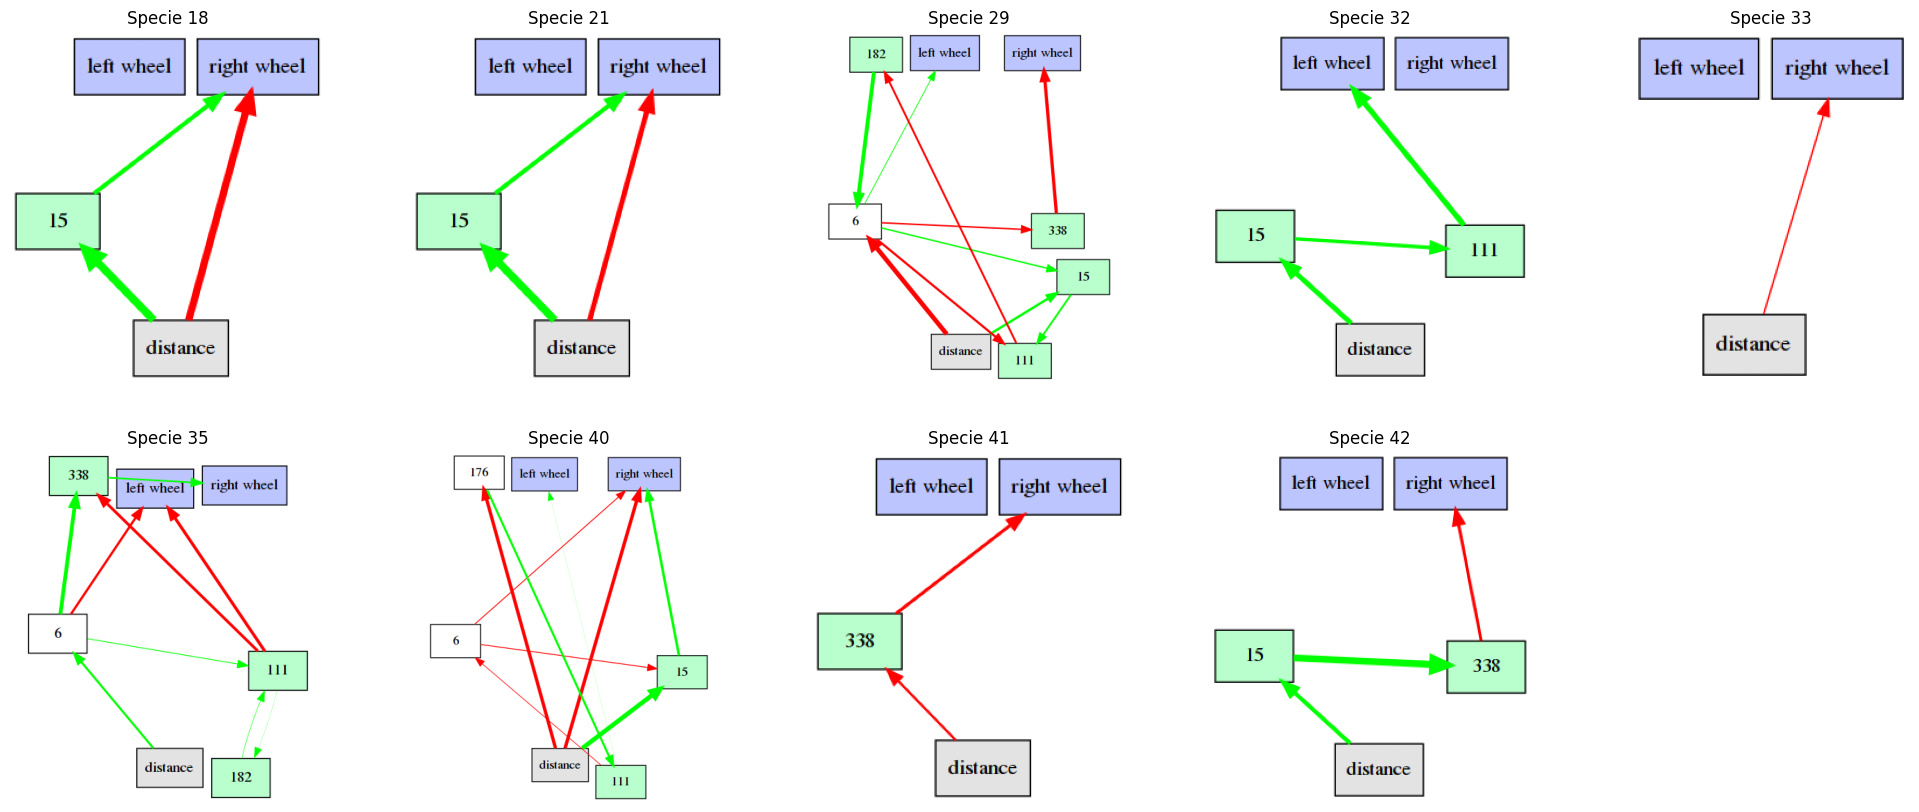 Specie 18
left wheel
right wheel
15
distance
Specie 21
left wheel
right wheel
15
distance
Specie 29
182
left wheel
right wheel
6
338
15
distance
111
Specie 32
left wheel
right wheel
15
111
distance
Specie 33
left wheel
right wheel
distance
Specie 35
338
left wheel
right wheel
6
111
distance
182
Specie 40
176
left wheel
right wheel
6
15
distance
111
Specie 41
left wheel
right wheel
338
distance
Specie 42
left wheel
right wheel
15
338
distance